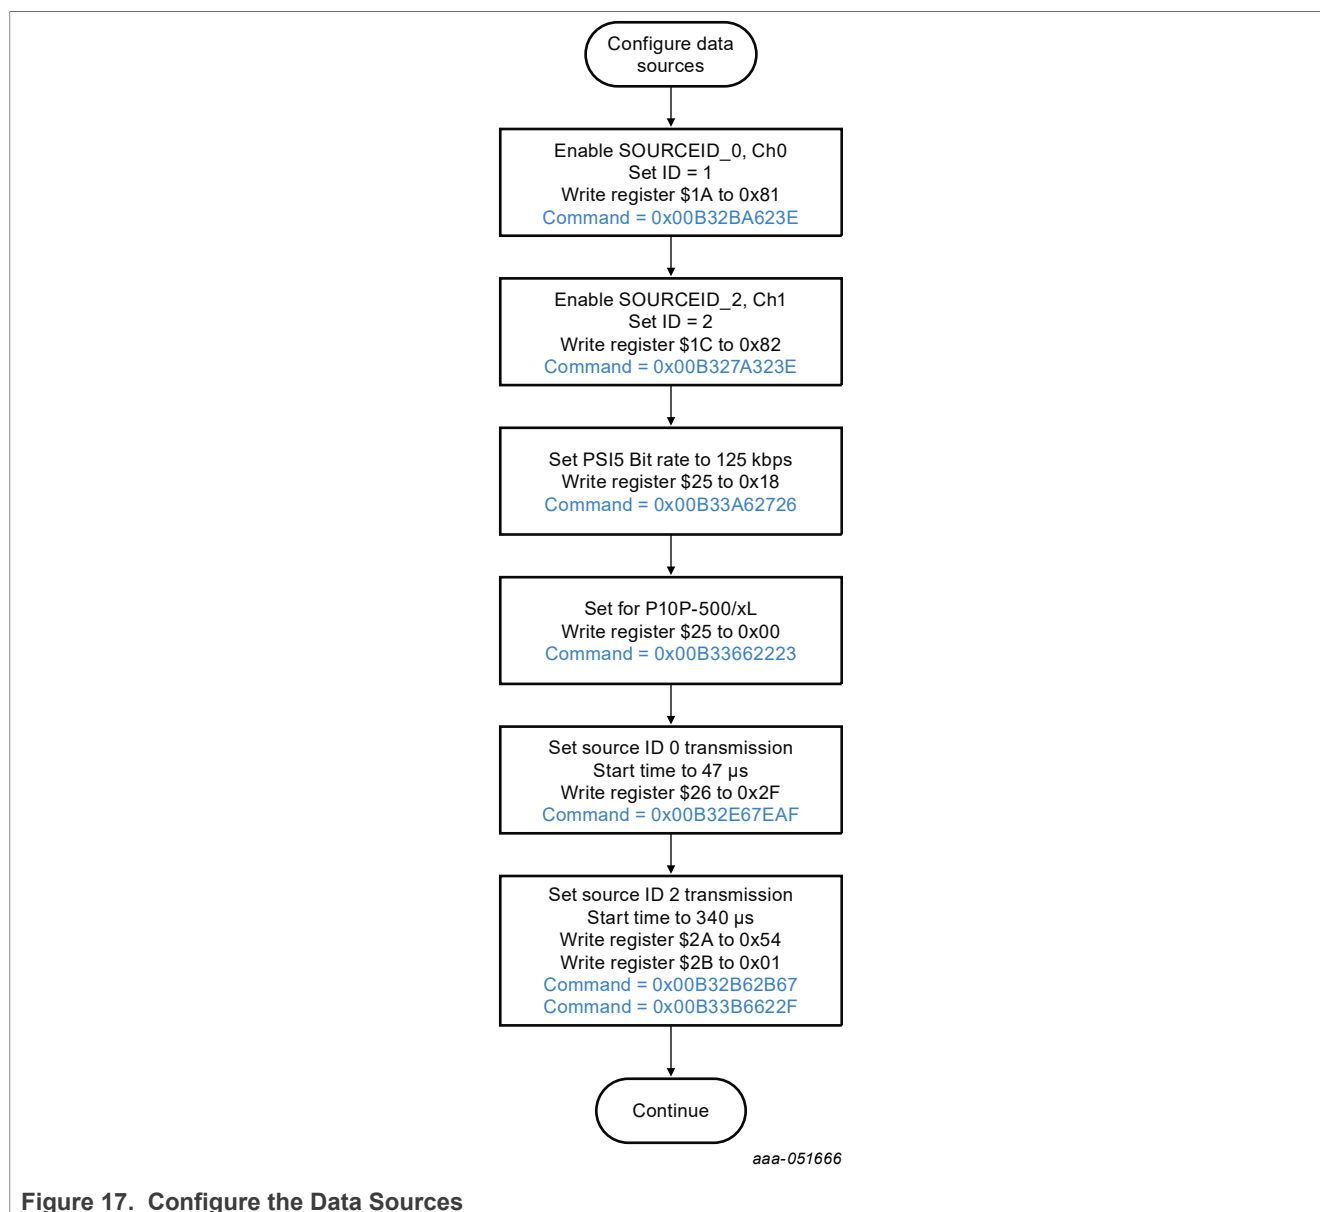 Configure data
sources
Enable SOURCEID_0, Ch0
Set ID = 1
Write register $1A to 0x81
Command = 0x00B32BA623E
Enable SOURCEID_2, Ch1
Set ID = 2
Write register $1C to 0x82
Command = 0x00B327A323E
Set PSI5 Bit rate to 125 kbps
Write register $25 to 0x18
Command = 0x00B33A62726
Set for P10P-500/xL
Write register $25 to 0x00
Command = 0x00B33662223
Set source ID 0 transmission
Start time to 47 μs
Write register $26 to 0x2F
Command = 0x00B32E67EAF
Set source ID 2 transmission
Start time to 340 μs
Write register $2A to 0x54
Write register $2B to 0x01
Command = 0x00B32B62B67
Command = 0x00B33B6622F
Continue
aaa-051666
Figure 17. Configure the Data Sources